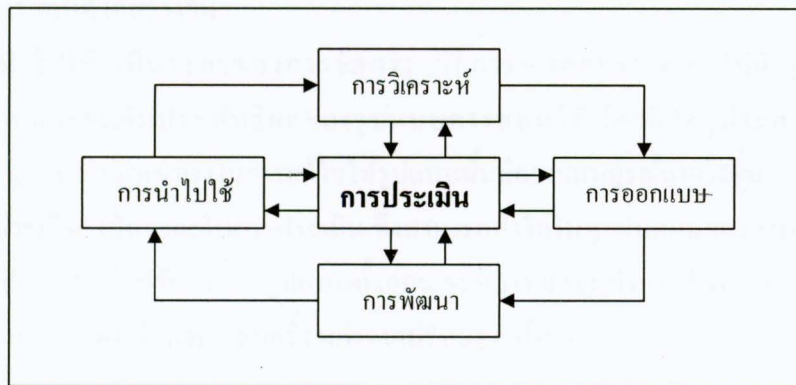 การวิเคราะห์
การนำไปใช้
การประเมิน
การออกแบบ
การพัฒนา